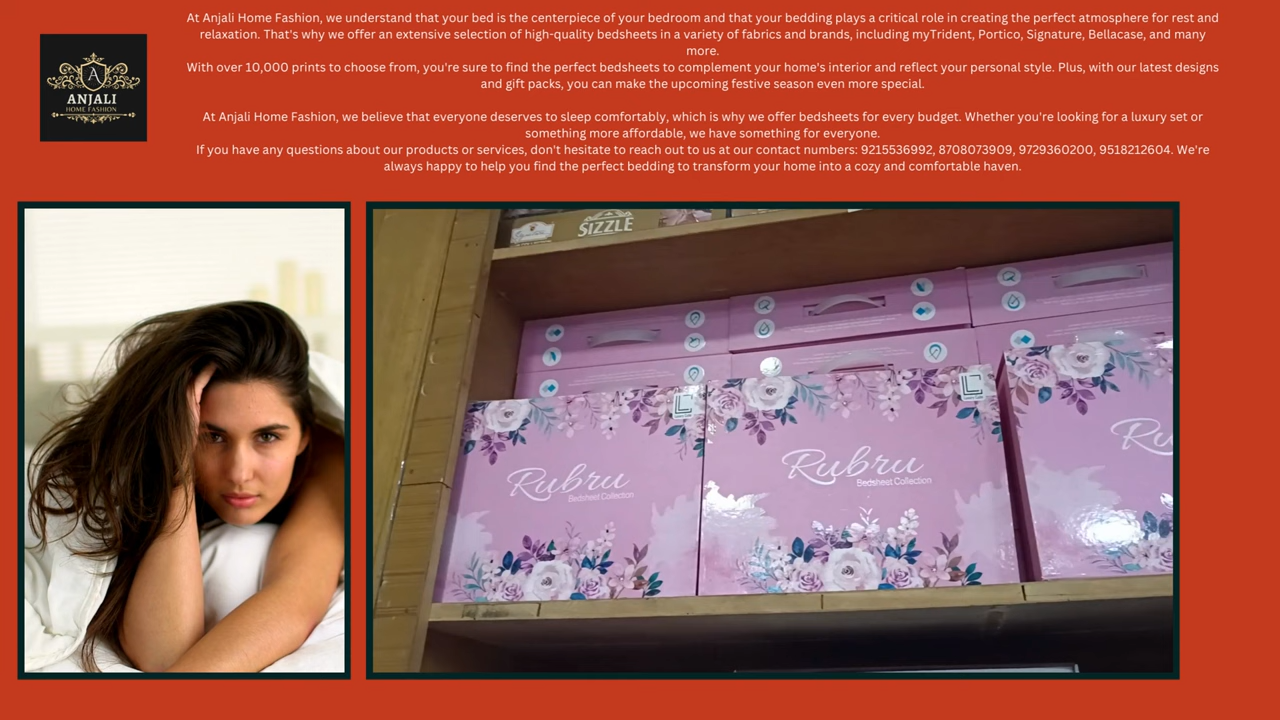 At Anjali Home Fashion, we understand that your bed is the centerpiece of your bedroom and that your bedding plays a critical role in creating the perfect atmosphere for rest and
relaxation. That's why we offer an extensive selection of high-quality bedsheets in a variety of fabrics and brands, including myTrident, Portico, Signature, Bellacase, and many
more.
With over 10,000 prints to choose from, you're sure to find the perfect bedsheets to complement your home's interior and reflect your personal style. Plus, with our latest designs
and gift packs, you can make the upcoming festive season even more special.
At Anjali Home Fashion, we believe that everyone deserves to sleep comfortably, which is why we offer bedsheets for every budget. Whether you're looking for a luxury set or
something more affordable, we have something for everyone.
If you have any questions about our products or services, don't hesitate to reach out to us at our contact numbers: 9215536992, 8708073909, 9729360200, 9518212604. We're
always happy to help you find the perfect bedding to transform your home into a cozy and comfortable haven.
A
ANJALI
HOME FASHION
SIZZLE
Rubru
Bedsheet Collection
Rubru
Bedsheet Collection
Ru